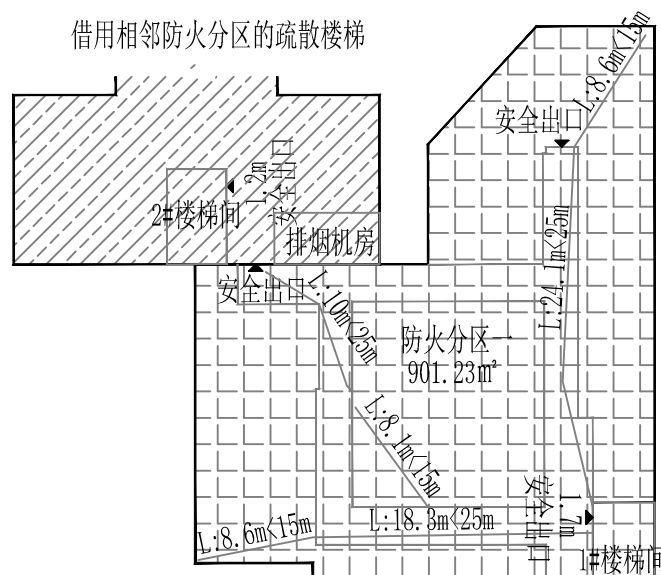 借用相邻防火分区的疏散楼梯
L:8.6m<15m
安全出口
1.2m
安全出口
2#楼梯间
排烟机房
安全出口
L:10m<25m
L:24.1m<25m
防火分区一
901.23m²
L:8.1m<15m
L:18.3m<25m
L:8.6m<15m
安全出口
1.7m
1#楼梯间